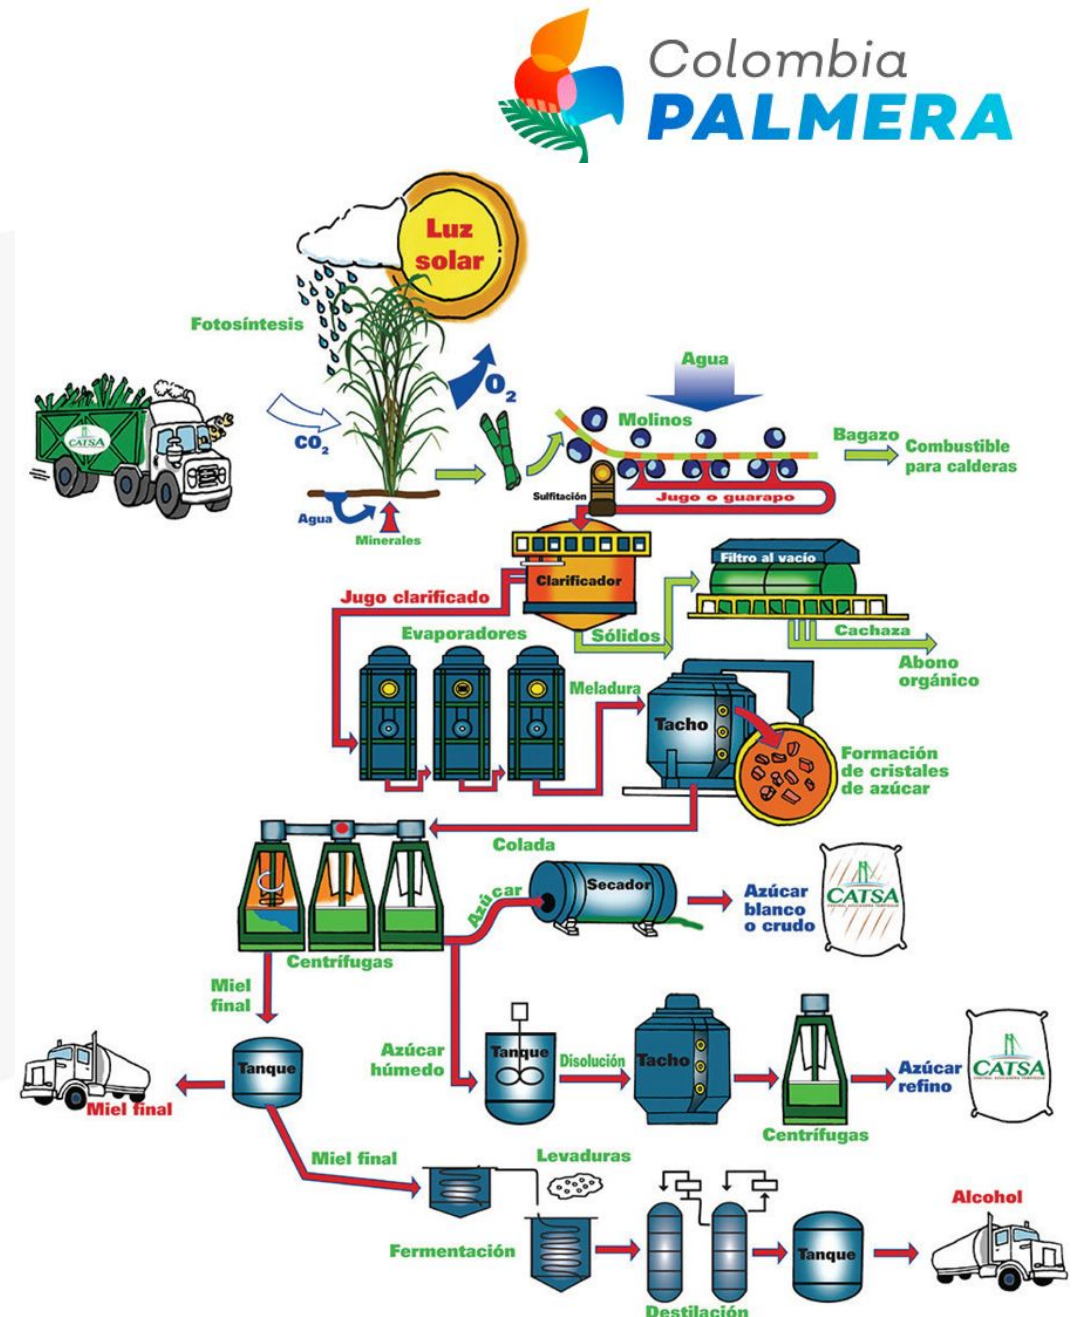 Colombia
PALMERA
Luz
solar
Fotosíntesis
CATSA
CO2
O2
Agua
Minerales
Agua
Molinos
Bagazo
Combustible
para calderas
Sulfitación
Jugo o guarapo
Filtro al vacío
Clarificador
Jugo clarificado
Sólidos
Cachaza
Abono
orgánico
Evaporadores
Meladura
Tacho
Formación
de cristales
de azúcar
Colada
Azúcar
Secador
Azúcar
blanco
o crudo
CATSA
Centrífugas
Miel
final
Azúcar
húmedo
Tanque
Disolución
Tacho
Azúcar
refino
CATSA
Tanque
Miel final
Centrífugas
Miel final
Levaduras
Fermentación
Destilación
Tanque
Alcohol